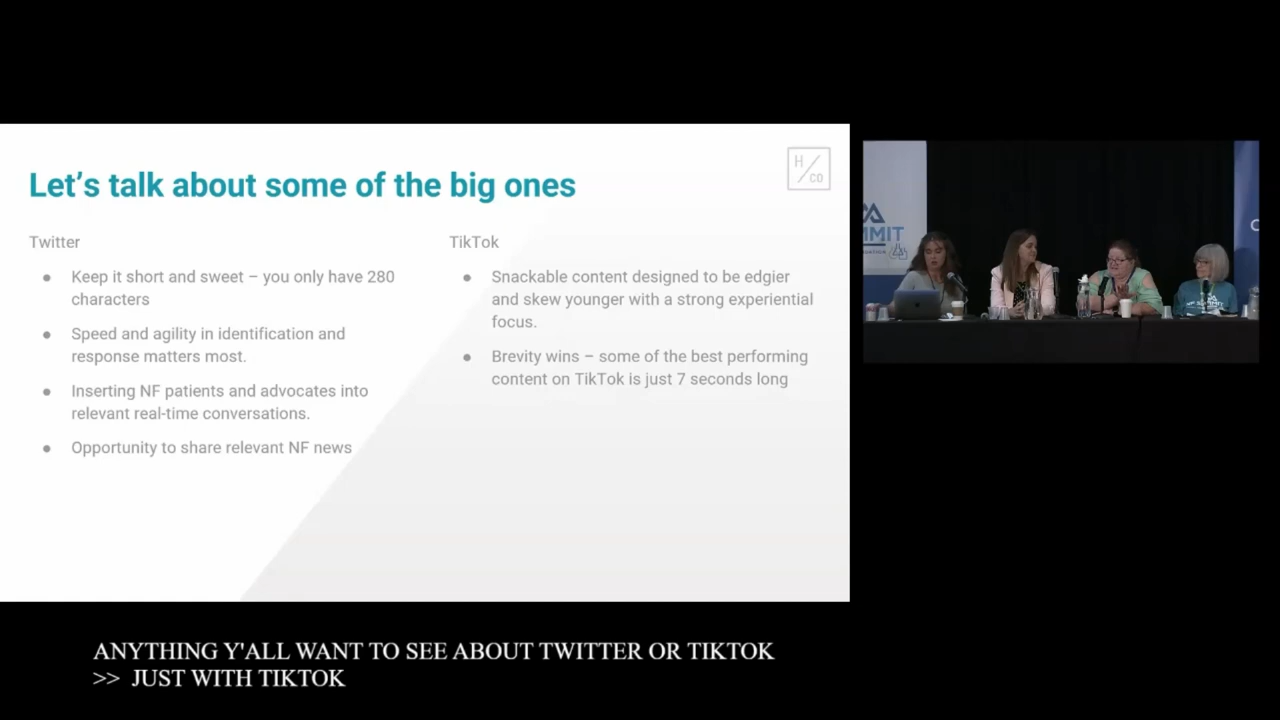 Let's talk about some of the big ones
H/CO
Twitter
● Keep it short and sweet – you only have 280
characters
● Speed and agility in identification and
response matters most.
● Inserting NF patients and advocates into
relevant real-time conversations.
● Opportunity to share relevant NF news
TikTok
● Snackable content designed to be edgier
and skew younger with a strong experiential
focus.
● Brevity wins – some of the best performing
content on TikTok is just 7 seconds long
ANYTHING Y'ALL WANT TO SEE ABOUT TWITTER OR TIKTOK
>> JUST WITH TIKTOK